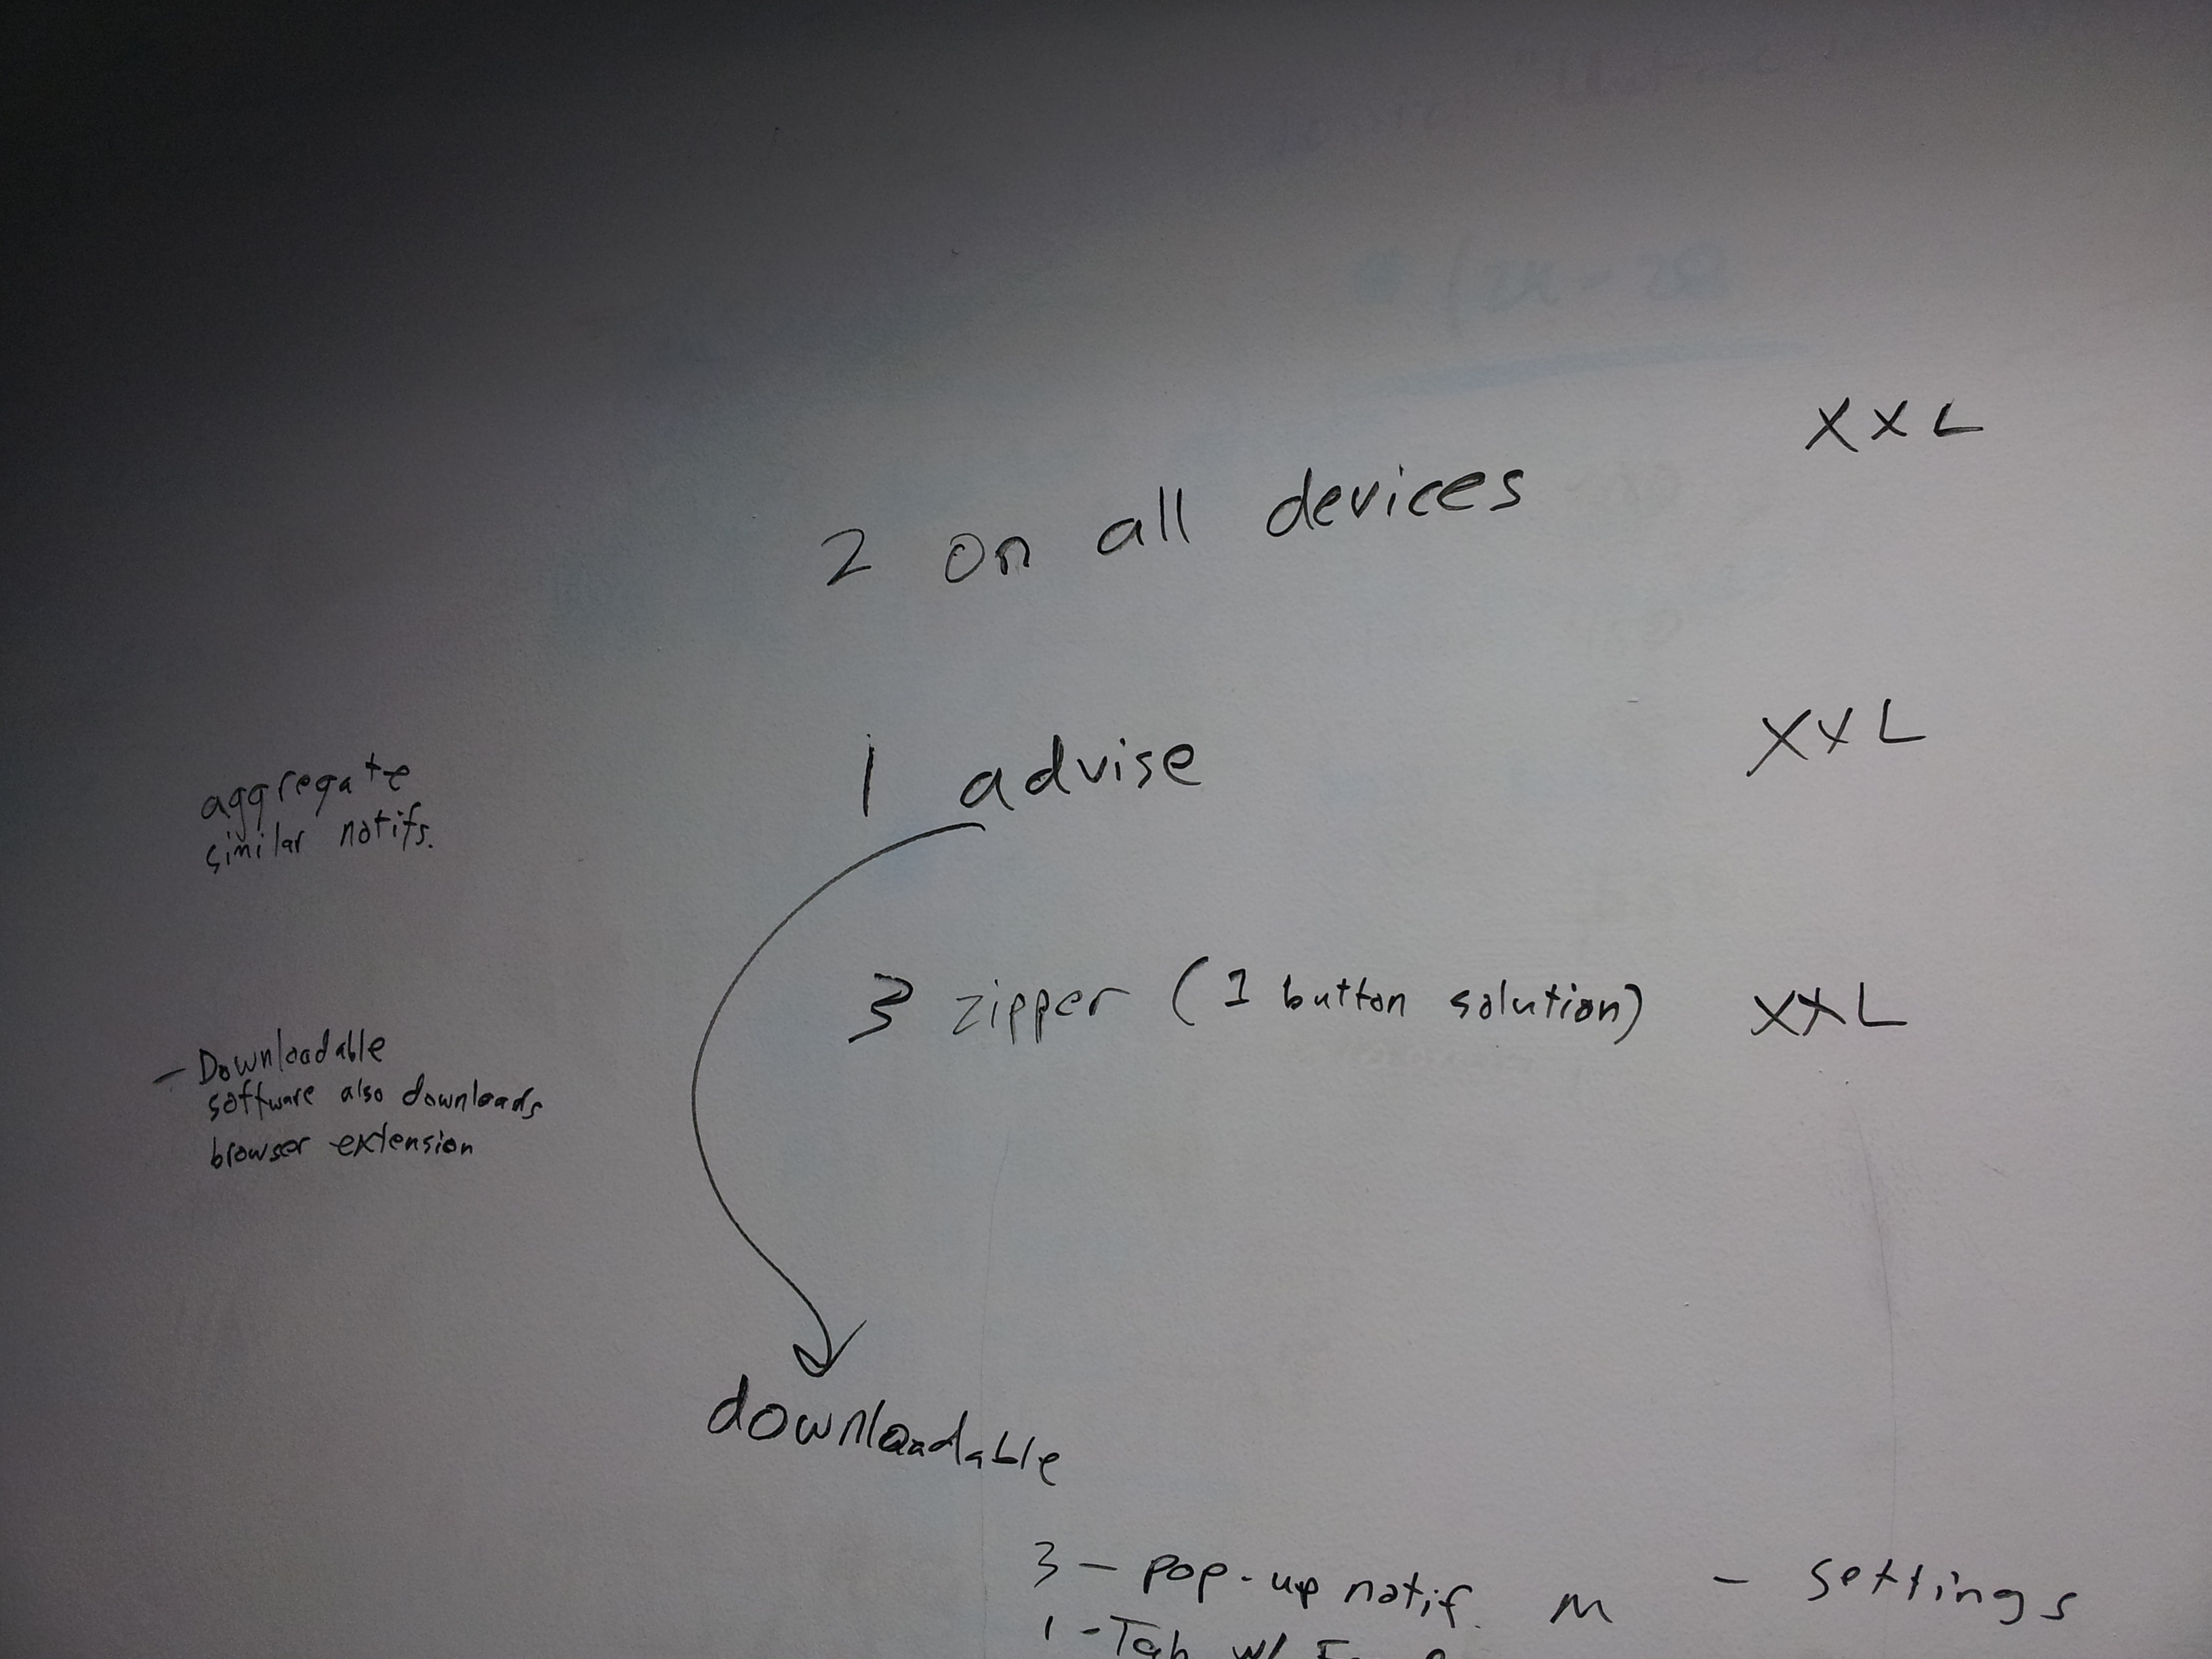 XXL
2 on all devices
XXL
1 advise
aggregate
similar notifs.
3 zipper (1 button solution) XXL
- Downloadable
software also downloads
browser extension
downloadable
3 - pop-up notif. M - settings
1 - Tab w/